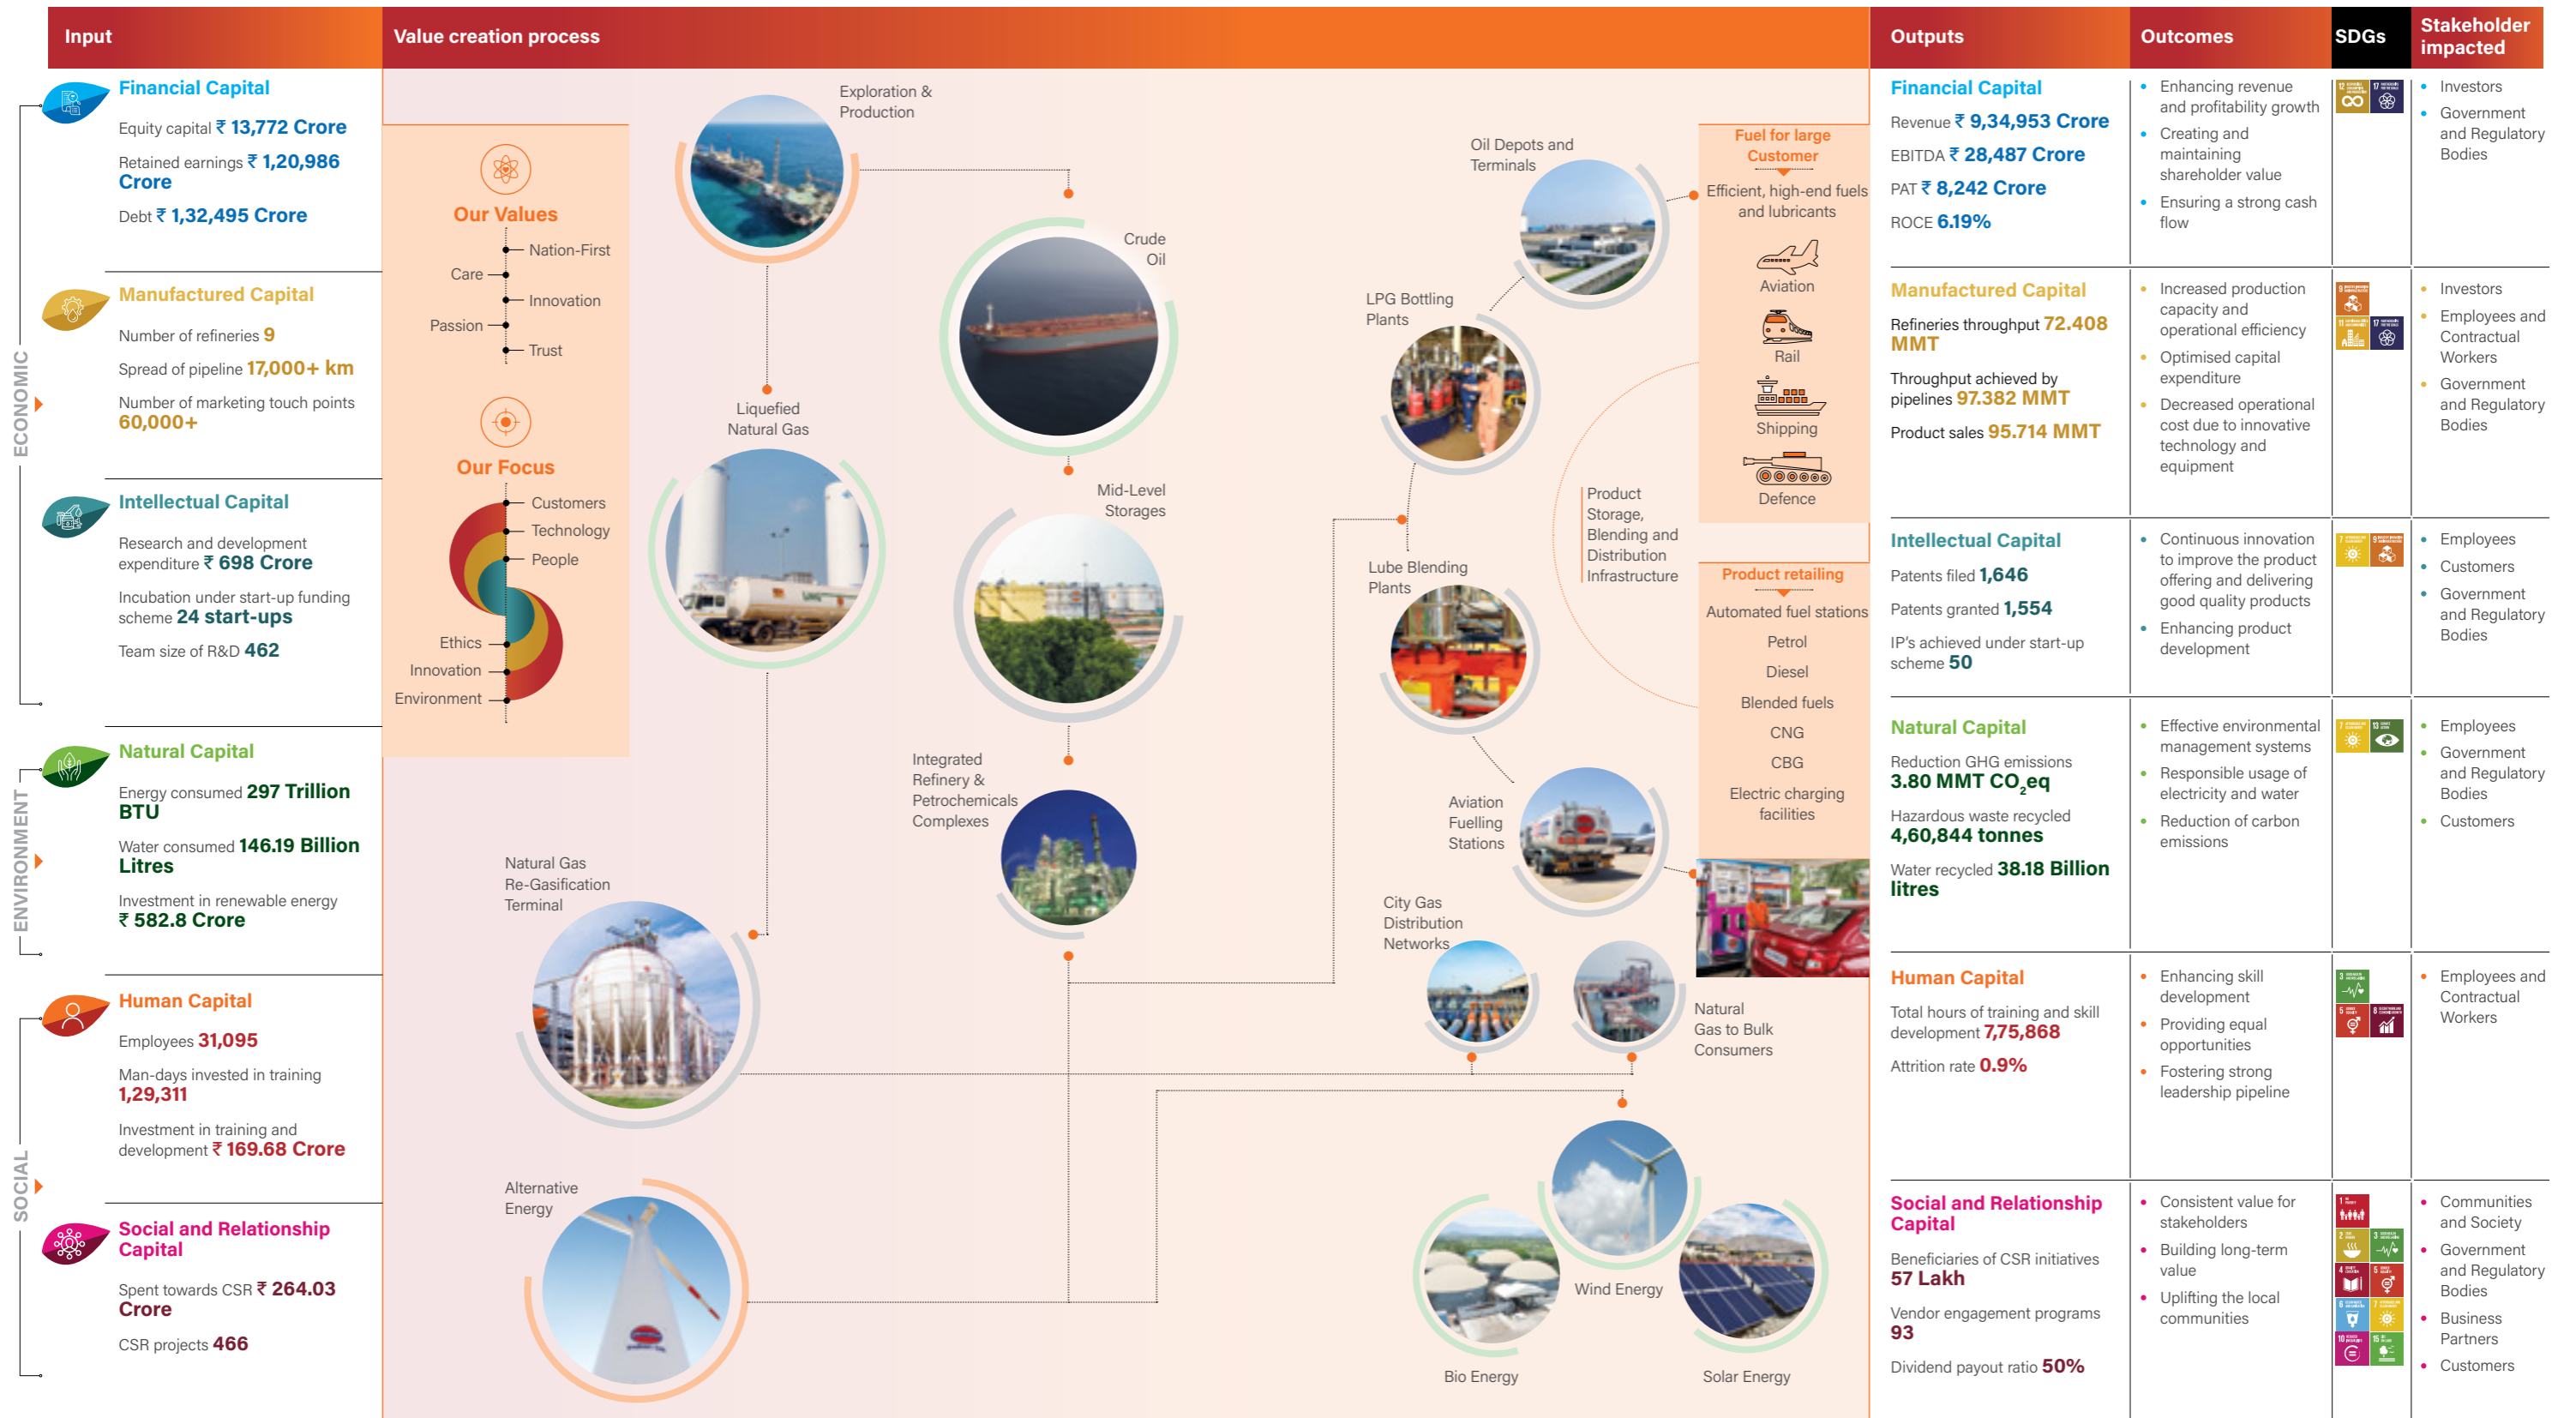 Input
Value creation process
Outputs
Outcomes
SDGs
Stakeholder
impacted
ECONOMIC
Financial Capital
Equity capital ₹ 13,772 Crore
Retained earnings ₹ 1,20,986
Crore
Debt ₹ 1,32,495 Crore
Manufactured Capital
Number of refineries 9
Spread of pipeline 17,000+ km
Number of marketing touch points
60,000+
Intellectual Capital
Research and development
expenditure ₹ 698 Crore
Incubation under start-up funding
scheme 24 start-ups
Team size of R&D 462
ENVIRONMENT
Natural Capital
Energy consumed 297 Trillion
BTU
Water consumed 146.19 Billion
Litres
Investment in renewable energy
₹ 582.8 Crore
SOCIAL
Human Capital
Employees 31,095
Man-days invested in training
1,29,311
Investment in training and
development ₹ 169.68 Crore
Social and Relationship
Capital
Spent towards CSR ₹ 264.03
Crore
CSR projects 466
Our Values
Nation-First
Care
Innovation
Passion
Trust
Our Focus
Customers
Technology
People
Ethics
Innovation
Environment
Exploration &
Production
Liquefied
Natural Gas
Natural Gas
Re-Gasification
Terminal
Alternative
Energy
Crude
Oil
Mid-Level
Storages
Integrated
Refinery &
Petrochemicals
Complexes
Oil Depots and
Terminals
LPG Bottling
Plants
Lube Blending
Plants
Aviation
Fuelling
Stations
City Gas
Distribution
Networks
Natural
Gas to Bulk
Consumers
Wind Energy
Bio Energy
Solar Energy
Product
Storage,
Blending and
Distribution
Infrastructure
Fuel for large
Customer
Efficient, high-end fuels
and lubricants
Aviation
Rail
Shipping
Defence
Product retailing
Automated fuel stations
Petrol
Diesel
Blended fuels
CNG
CBG
Electric charging
facilities
Financial Capital
Revenue ₹ 9,34,953 Crore
EBITDA ₹ 28,487 Crore
PAT ₹ 8,242 Crore
ROCE 6.19%
• Enhancing revenue
and profitability growth
• Creating and
maintaining
shareholder value
• Ensuring a strong cash
flow
12
17
• Investors
• Government
and Regulatory
Bodies
Manufactured Capital
Refineries throughput 72.408
MMT
Throughput achieved by
pipelines 97.382 MMT
Product sales 95.714 MMT
• Increased production
capacity and
operational efficiency
• Optimised capital
expenditure
• Decreased operational
cost due to innovative
technology and
equipment
9
11
17
• Investors
• Employees and
Contractual
Workers
• Government
and Regulatory
Bodies
Intellectual Capital
Patents filed 1,646
Patents granted 1,554
IP's achieved under start-up
scheme 50
• Continuous innovation
to improve the product
offering and delivering
good quality products
• Enhancing product
development
7
9
• Employees
• Customers
• Government
and Regulatory
Bodies
Natural Capital
Reduction GHG emissions
3.80 MMT CO2eq
Hazardous waste recycled
4,60,844 tonnes
Water recycled 38.18 Billion
litres
• Effective environmental
management systems
• Responsible usage of
electricity and water
• Reduction of carbon
emissions
7
13
• Employees
• Government
and Regulatory
Bodies
• Customers
Human Capital
Total hours of training and skill
development 7,75,868
Attrition rate 0.9%
• Enhancing skill
development
• Providing equal
opportunities
• Fostering strong
leadership pipeline
3
5
8
• Employees and
Contractual
Workers
Social and Relationship
Capital
Beneficiaries of CSR initiatives
57 Lakh
Vendor engagement programs
93
Dividend payout ratio 50%
• Consistent value for
stakeholders
• Building long-term
value
• Uplifting the local
communities
1
2
3
4
5
6
7
10
15
• Communities
and Society
• Government
and Regulatory
Bodies
• Business
Partners
• Customers